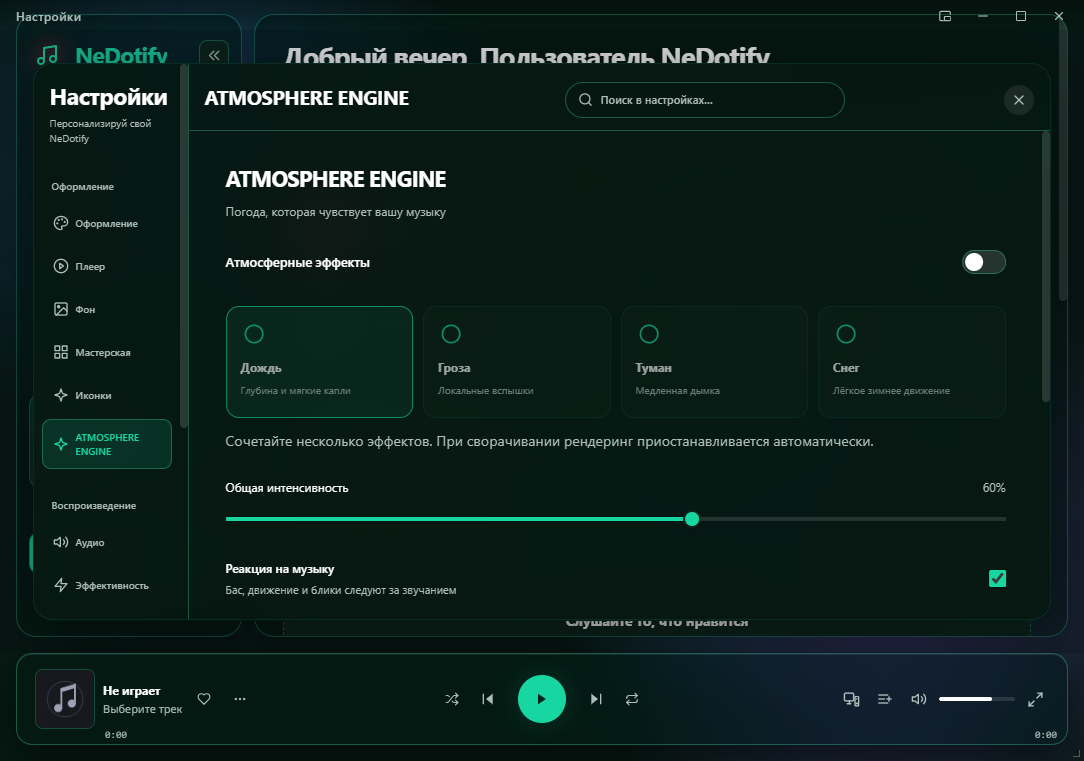 Настройки
NeDotify
Добрый вечер, Пользователь NeDotify
Настройки
Персонализируй свой
NeDotify
ATMOSPHERE ENGINE
Поиск в настройках...
Оформление
Оформление
Плеер
Фон
Мастерская
Иконки
ATMOSPHERE
ENGINE
Воспроизведение
Аудио
Эффективность
ATMOSPHERE ENGINE
Погода, которая чувствует вашу музыку
Атмосферные эффекты
Дождь
Глубина и мягкие капли
Гроза
Локальные вспышки
Туман
Медленная дымка
Снег
Лёгкое зимнее движение
Сочетайте несколько эффектов. При сворачивании рендеринг приостанавливается автоматически.
Общая интенсивность
60%
Реакция на музыку
Бас, движение и блики следуют за звучанием
Слушайте то, что нравится
Не играет
Выберите трек
0:00
0:00